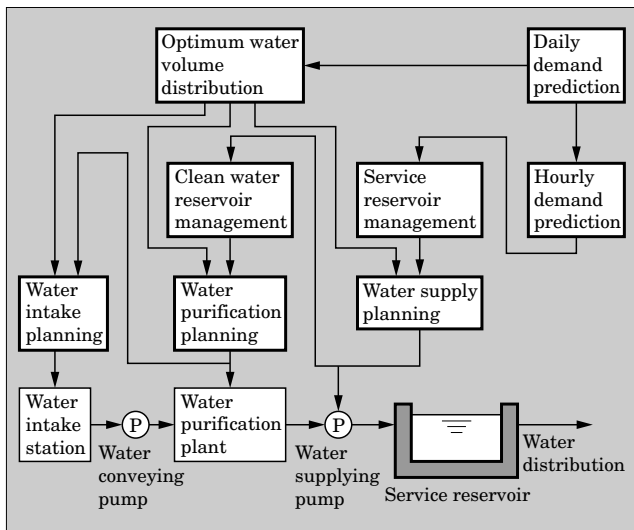 Optimum water
volume
distribution
Daily
demand
prediction
Clean water
reservoir
management
Service
reservoir
management
Hourly
demand
prediction
Water
intake
planning
Water
purification
planning
Water supply
planning
Water
intake
station
P
Water
conveying
pump
Water
purification
plant
P
Water
supplying
pump
Service reservoir
Water
distribution